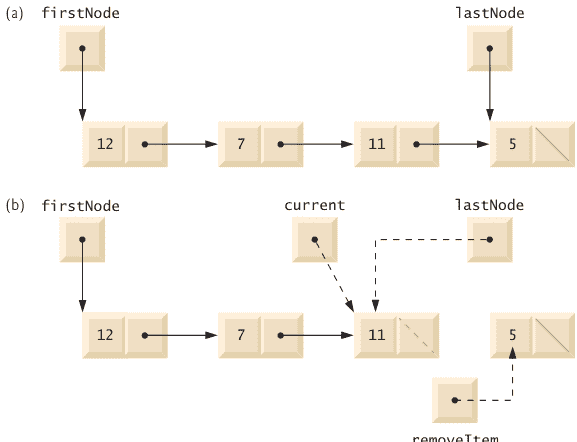 (a) firstNode lastNode
12 7 11 5
(b) firstNode current lastNode
12 7 11 5
removeItem